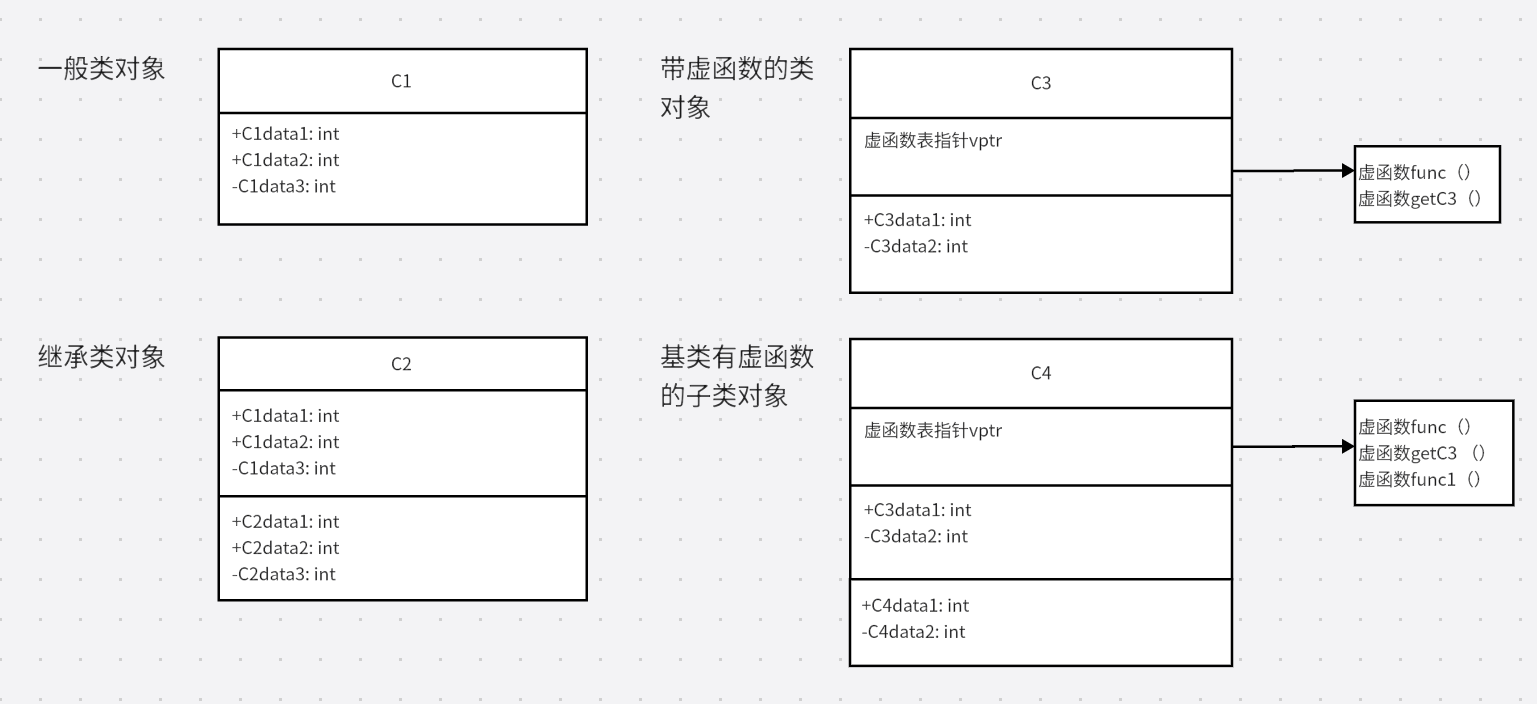 一般类对象
C1
+C1data1: int
+C1data2: int
-C1data3: int
带虚函数的类
对象
C3
虚函数表指针vptr
+C3data1: int
-C3data2: int
虚函数func（）
虚函数getC3（）
继承类对象
C2
+C1data1: int
+C1data2: int
-C1data3: int
+C2data1: int
+C2data2: int
-C2data3: int
基类有虚函数
的子类对象
C4
虚函数表指针vptr
+C3data1: int
-C3data2: int
+C4data1: int
-C4data2: int
虚函数func（）
虚函数getC3 （）
虚函数func1（）